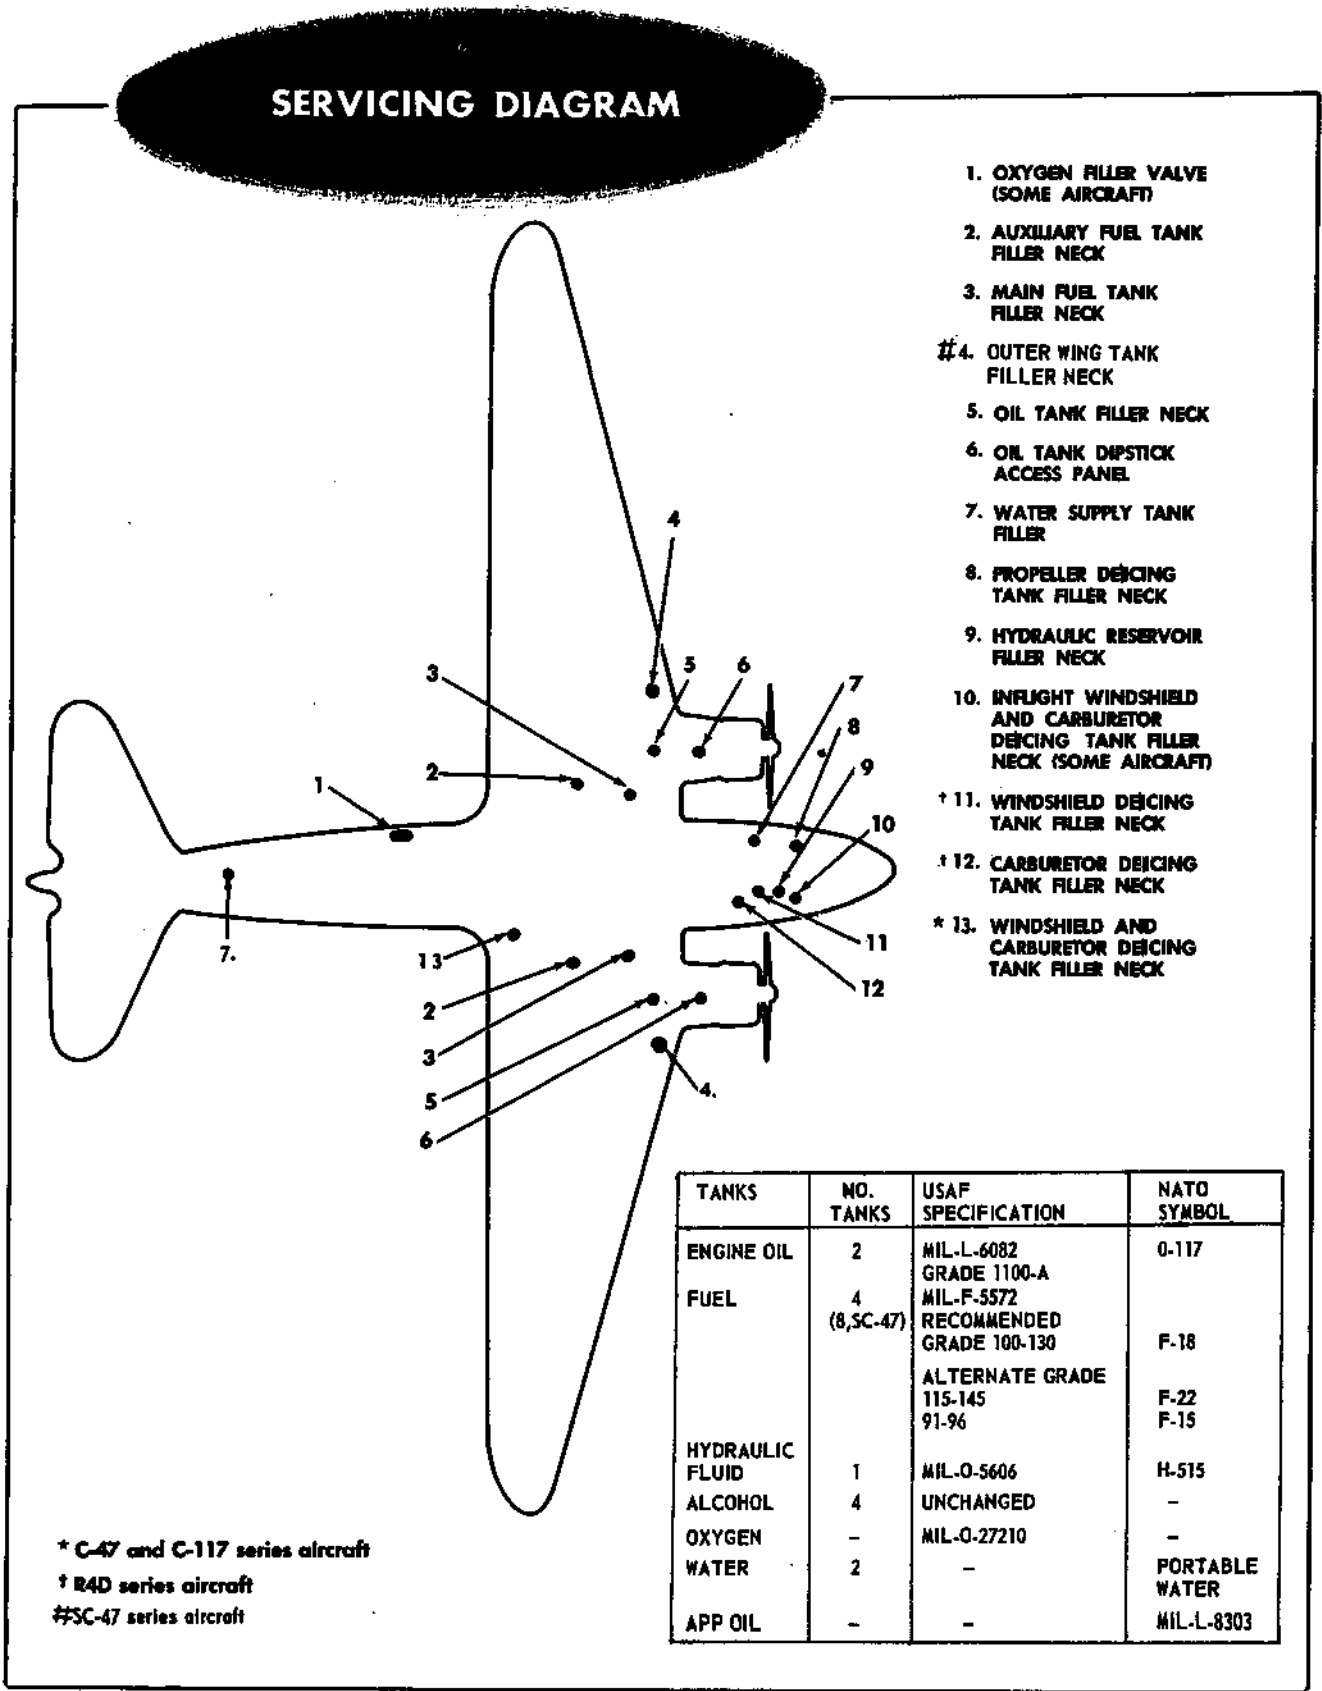 SERVICING DIAGRAM
1. OXYGEN FILLER VALVE
(SOME AIRCRAFT)
2. AUXILIARY FUEL TANK
FILLER NECK
3. MAIN FUEL TANK
FILLER NECK
#4. OUTER WING TANK
FILLER NECK
5. OIL TANK FILLER NECK
6. OIL TANK DIPSTICK
ACCESS PANEL
7. WATER SUPPLY TANK
FILLER
8. PROPELLER DEICING
TANK FILLER NECK
9. HYDRAULIC RESERVOIR
FILLER NECK
10. INFLIGHT WINDSHIELD
AND CARBURETOR
DEICING TANK FILLER
NECK (SOME AIRCRAFT)
† 11. WINDSHIELD DEICING
TANK FILLER NECK
† 12. CARBURETOR DEICING
TANK FILLER NECK
* 13. WINDSHIELD AND
CARBURETOR DEICING
TANK FILLER NECK
4
3
5
6
7
8
2
9
1
10
7.
13
11
2
12
3
4.
5
6
TANKS NO. TANKS USAF SPECIFICATION NATO SYMBOL
ENGINE OIL 2 MIL-L-6082 O-117
GRADE 1100-A
FUEL 4 MIL-F-5572
(8,SC-47) RECOMMENDED
GRADE 100-130 F-18
ALTERNATE GRADE
115-145 F-22
91-96 F-15
HYDRAULIC
FLUID 1 MIL-O-5606 H-515
ALCOHOL 4 UNCHANGED –
OXYGEN – MIL-O-27210 –
WATER 2 – PORTABLE
WATER
APP OIL – – MIL-L-8303
* C-47 and C-117 series aircraft
† R4D series aircraft
#SC-47 series aircraft